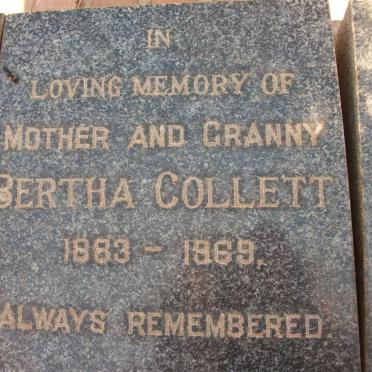 IN
LOVING MEMORY OF
MOTHER AND GRANNY
BERTHA COLLETT
1883 - 1969.
ALWAYS REMEMBERED.